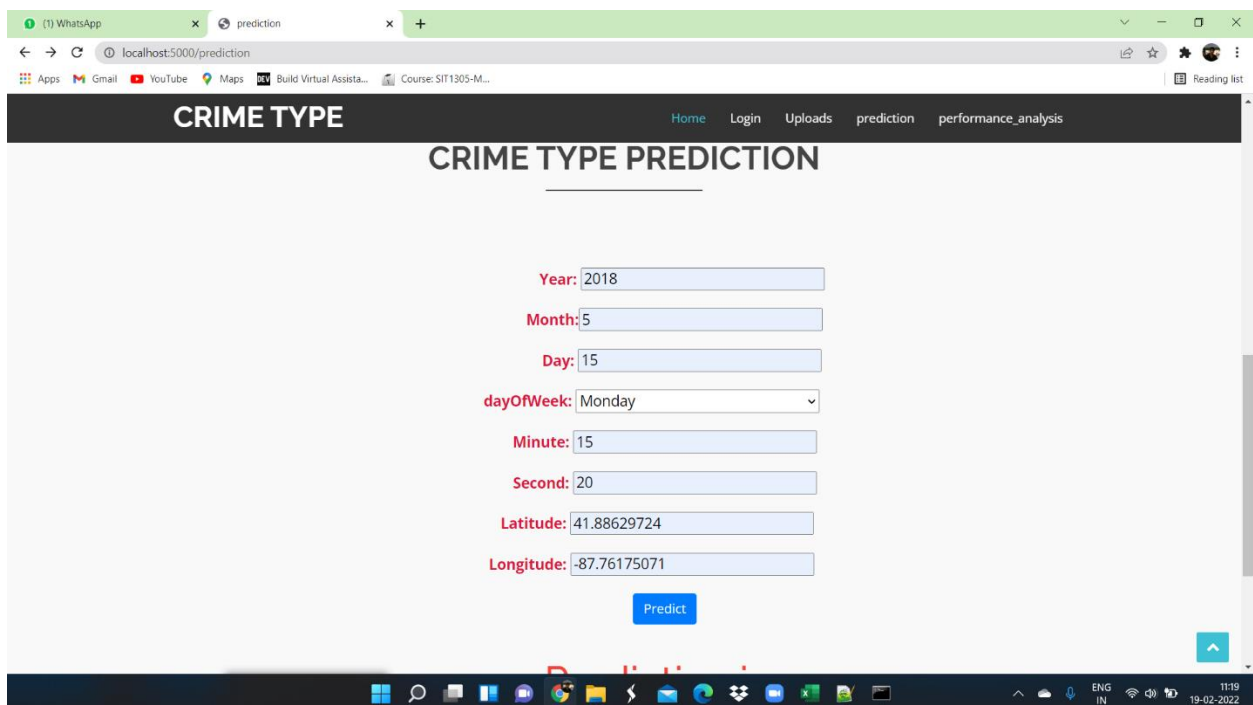 (1) WhatsApp
prediction
localhost:5000/prediction
Apps Gmail YouTube Maps DEV Build Virtual Assista... Course: SIT1305-M... Reading list
CRIME TYPE Home Login Uploads prediction performance_analysis
CRIME TYPE PREDICTION
Year: 2018
Month: 5
Day: 15
dayOfWeek: Monday
Minute: 15
Second: 20
Latitude: 41.88629724
Longitude: -87.76175071
Predict
ENG
IN
11:19
19-02-2022